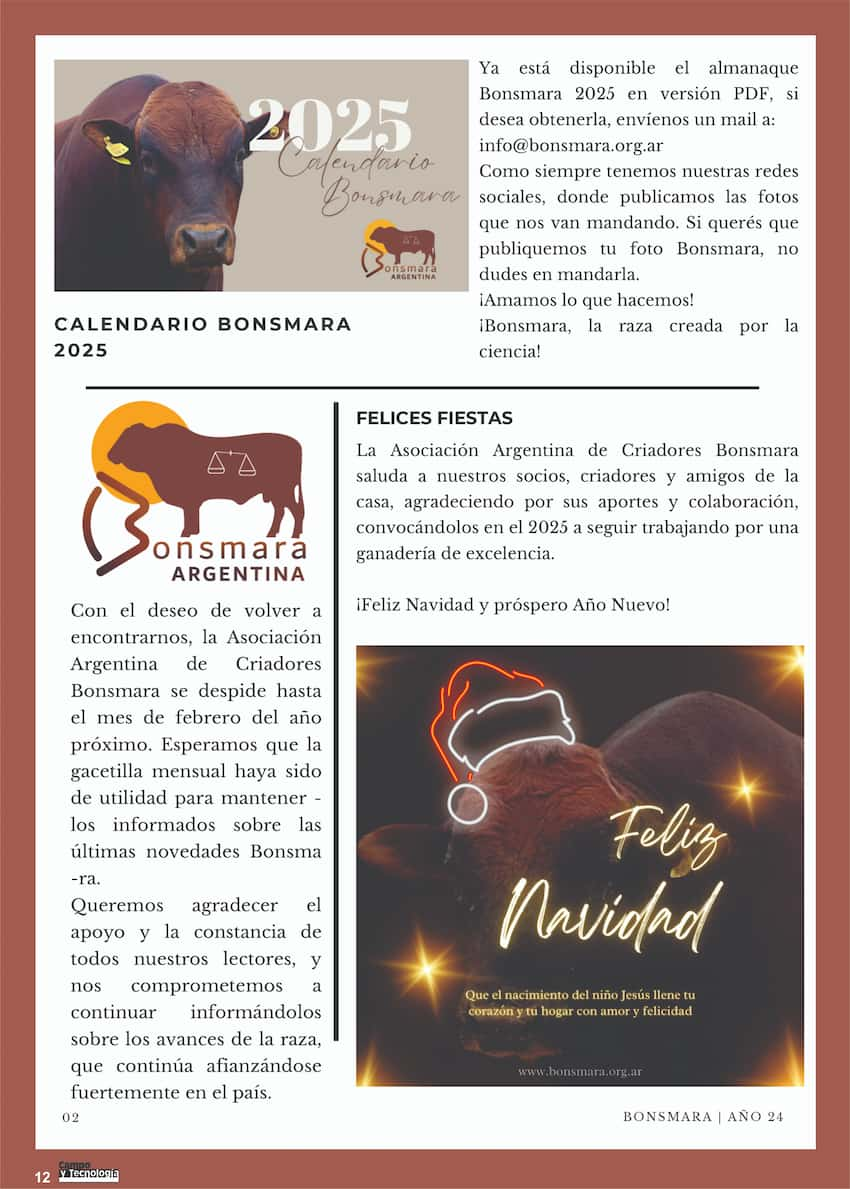 2025
Calendario
Bonsmara
Bonsmara
ARGENTINA
CALENDARIO BONSMARA
2025
Ya está disponible el almanaque
Bonsmara 2025 en versión PDF, si
desea obtenerla, envíenos un mail a:
info@bonsmara.org.ar
Como siempre tenemos nuestras redes
sociales, donde publicamos las fotos
que nos van mandando. Si querés que
publiquemos tu foto Bonsmara, no
dudes en mandarla.
¡Amamos lo que hacemos!
¡Bonsmara, la raza creada por la
ciencia!
Bonsmara
ARGENTINA
Con el deseo de volver a
encontrarnos, la Asociación
Argentina de Criadores
Bonsmara se despide hasta
el mes de febrero del año
próximo. Esperamos que la
gacetilla mensual haya sido
de utilidad para mantener -
los informados sobre las
últimas novedades Bonsma
-ra.
Queremos agradecer el
apoyo y la constancia de
todos nuestros lectores, y
nos comprometemos a
continuar informándolos
sobre los avances de la raza,
que continúa afianzándose
fuertemente en el país.
FELICES FIESTAS
La Asociación Argentina de Criadores Bonsmara
saluda a nuestros socios, criadores y amigos de la
casa, agradeciendo por sus aportes y colaboración,
convocándolos en el 2025 a seguir trabajando por una
ganadería de excelencia.
¡Feliz Navidad y próspero Año Nuevo!
Feliz
Navidad
Que el nacimiento del niño Jesús llene tu
corazón y tu hogar con amor y felicidad
www.bonsmara.org.ar
02
BONSMARA | AÑO 24
12
Campo
y Tecnología